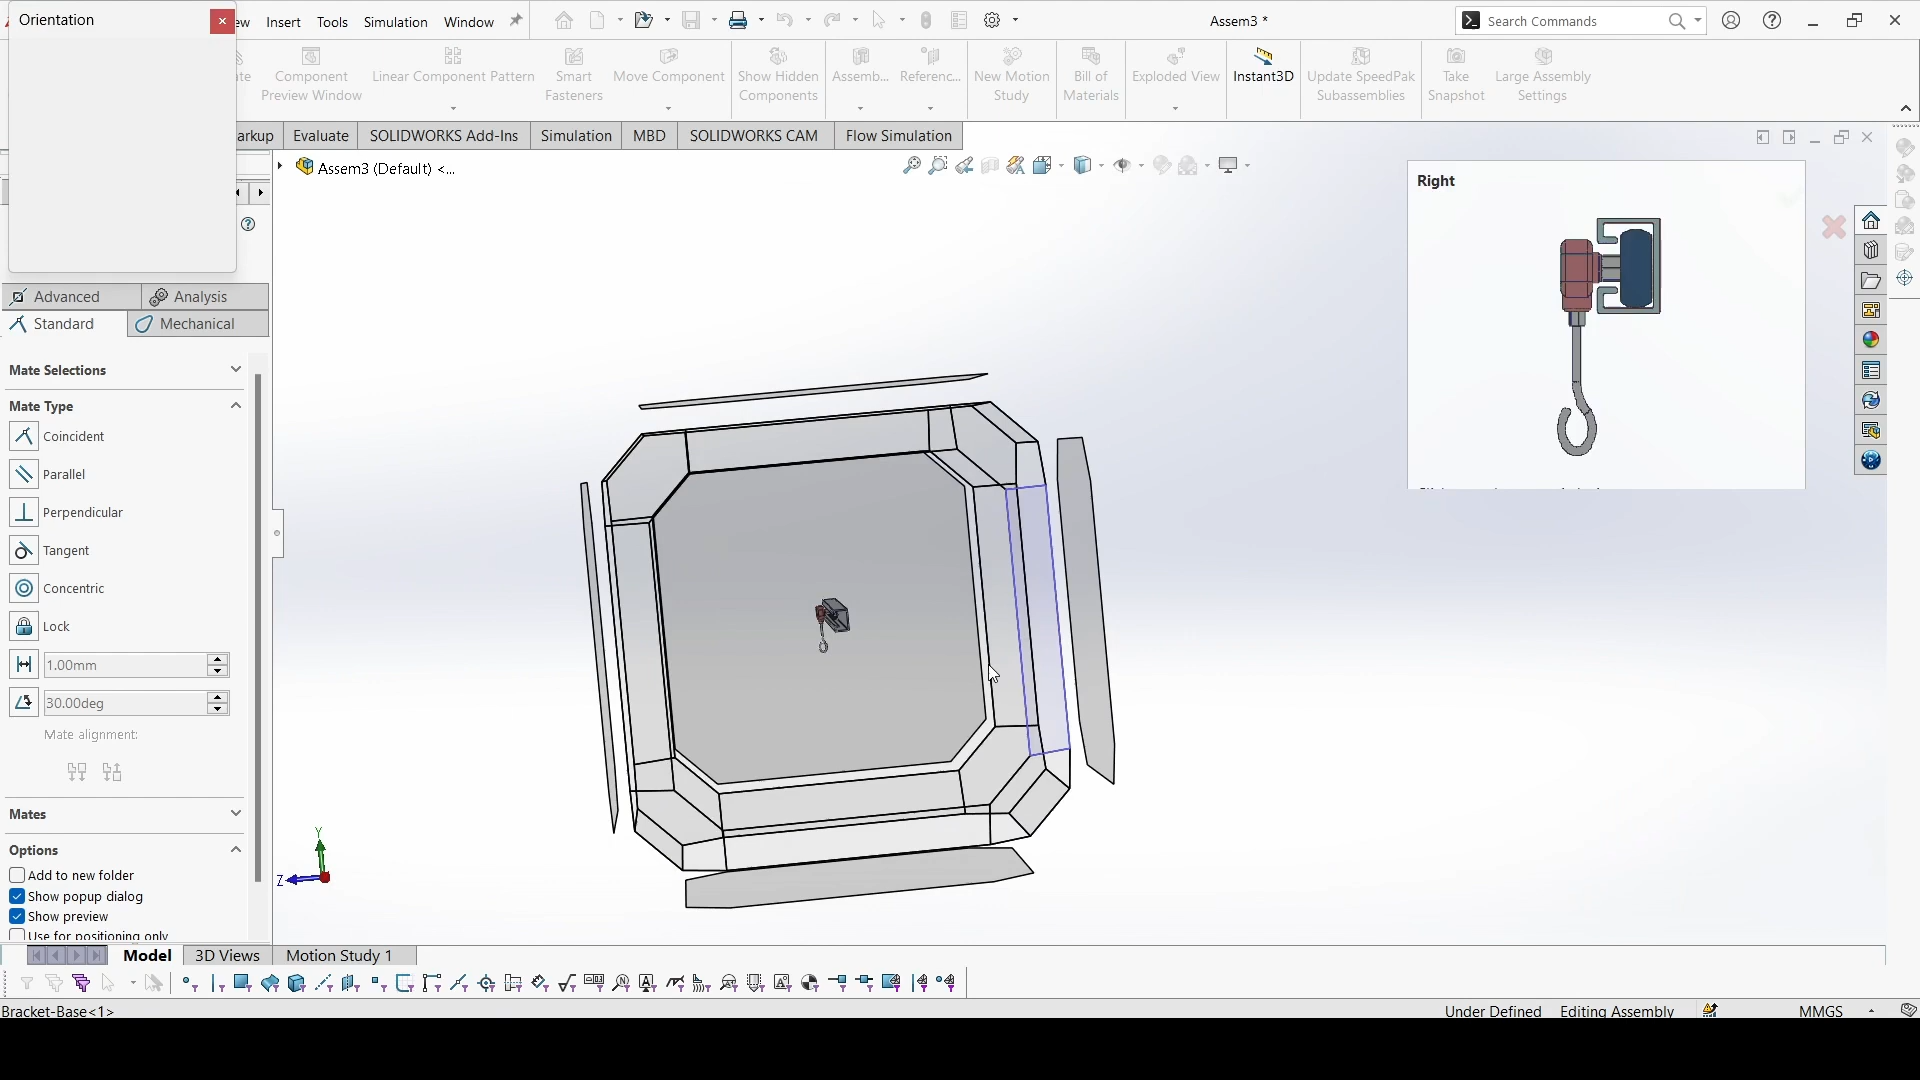 Orientation
Insert
Tools
Simulation
Window
Assem3 *
Search Commands
Component
Preview Window
Linear Component Pattern
Smart
Fasteners
Move Component
Show Hidden
Components
Assemb...
Referenc...
New Motion
Study
Bill of
Materials
Exploded View
Instant3D
Update SpeedPak
Subassemblies
Take
Snapshot
Large Assembly
Settings
arkup
Evaluate
SOLIDWORKS Add-Ins
Simulation
MBD
SOLIDWORKS CAM
Flow Simulation
Assem3 (Default) <...
Right
Advanced
Analysis
Standard
Mechanical
Mate Selections
Mate Type
Coincident
Parallel
Perpendicular
Tangent
Concentric
Lock
1.00mm
30.00deg
Mate alignment:
Mates
Options
Add to new folder
Show popup dialog
Show preview
Use for positioning only
Y
Z
Model
3D Views
Motion Study 1
Bracket-Base<1>
Under Defined
Editing Assembly
MMGS